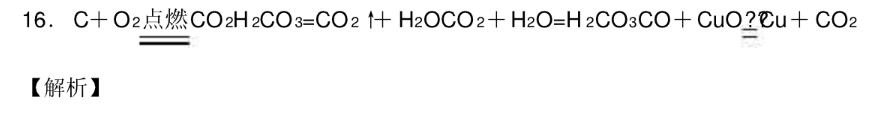 16． C＋O2点燃CO2H2CO3=CO2↑＋H2OCO2＋H2O=H2CO3CO＋CuO??Cu＋CO2
【解析】